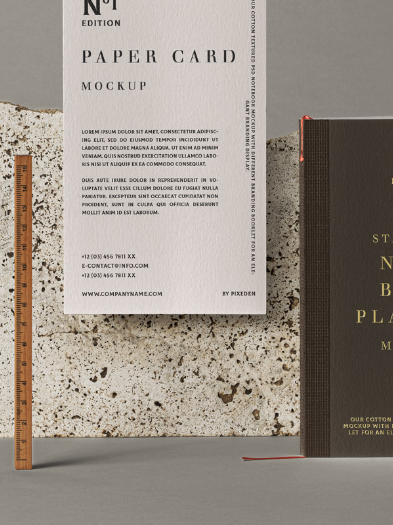 Nº1
EDITION
PAPER CARD
MOCKUP
LOREM IPSUM DOLOR SIT AMET, CONSECTETUR ADIPISC-
ING ELIT, SED DO EIUSMOD TEMPOR INCIDIDUNT UT
LABORE ET DOLORE MAGNA ALIQUA. UT ENIM AD MINIM
VENIAM, QUIS NOSTRUD EXERCITATION ULLAMCO LABO-
RIS NISI UT ALIQUIP EX EA COMMODO CONSEQUAT.
DUIS AUTE IRURE DOLOR IN REPREHENDERIT IN VO-
LUPTATE VELIT ESSE CILLUM DOLORE EU FUGIAT NULLA
PARIATUR. EXCEPTEUR SINT OCCAECAT CUPIDATAT NON
PROIDENT, SUNT IN CULPA QUI OFFICIA DESERUNT
MOLLIT ANIM ID EST LABORUM.
+12 (03) 456 7811 XX
E-CONTACT@INFO.COM
+12 (03) 456 7811 XX
WWW.COMPANYNAME.COM
BY PIXEDEN
OUR COTTON TEXTURED PSD NOTEBOOK MOCKUP WITH DIFFERENT BRANDING BOOKLET FOR AN ELE-
GANT BRANDING DISPLAY.
ST
N
B
PLA
M
OUR COTTON
MOCKUP WITH
LET FOR AN EL